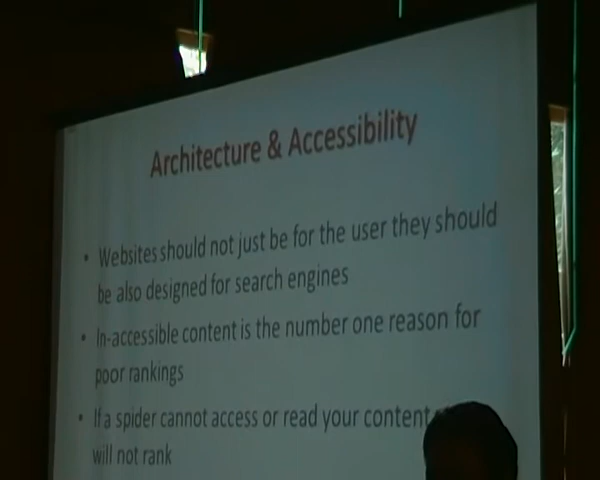 Architecture & Accessibility
• Websites should not just be for the user they should
be also designed for search engines
• In-accessible content is the number one reason for
poor rankings
• If a spider cannot access or read your content
will not rank